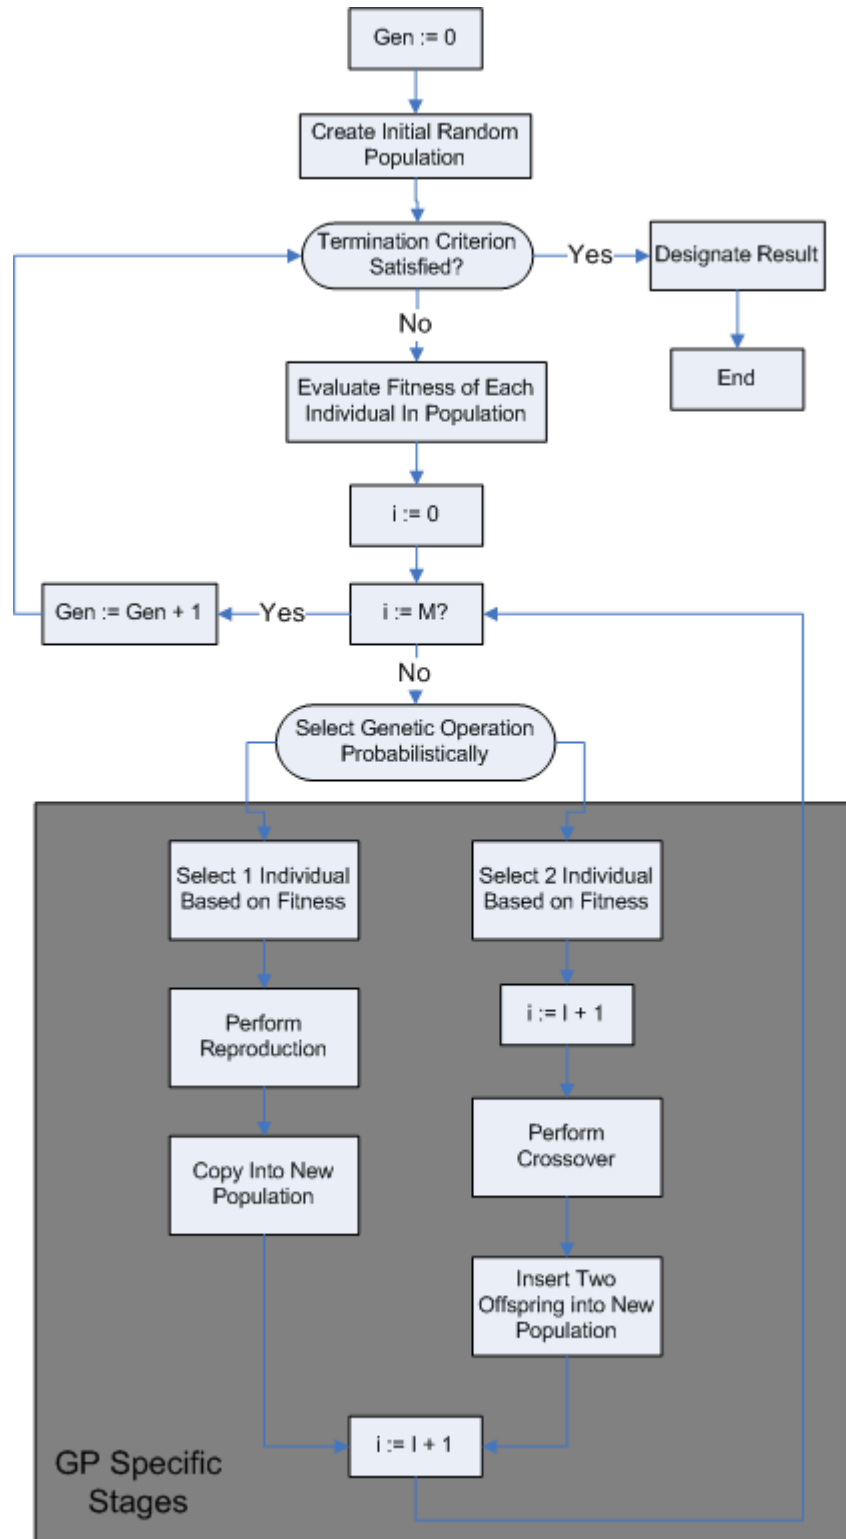 Gen := 0
Create Initial Random
Population
Termination Criterion
Satisfied?
Yes
Designate Result
No
End
Evaluate Fitness of Each
Individual In Population
i := 0
Gen := Gen + 1
Yes
i := M?
No
Select Genetic Operation
Probabilistically
Select 1 Individual
Based on Fitness
Select 2 Individual
Based on Fitness
Perform
Reproduction
i := I + 1
Copy Into New
Population
Perform
Crossover
Insert Two
Offspring into New
Population
i := I + 1
GP Specific
Stages